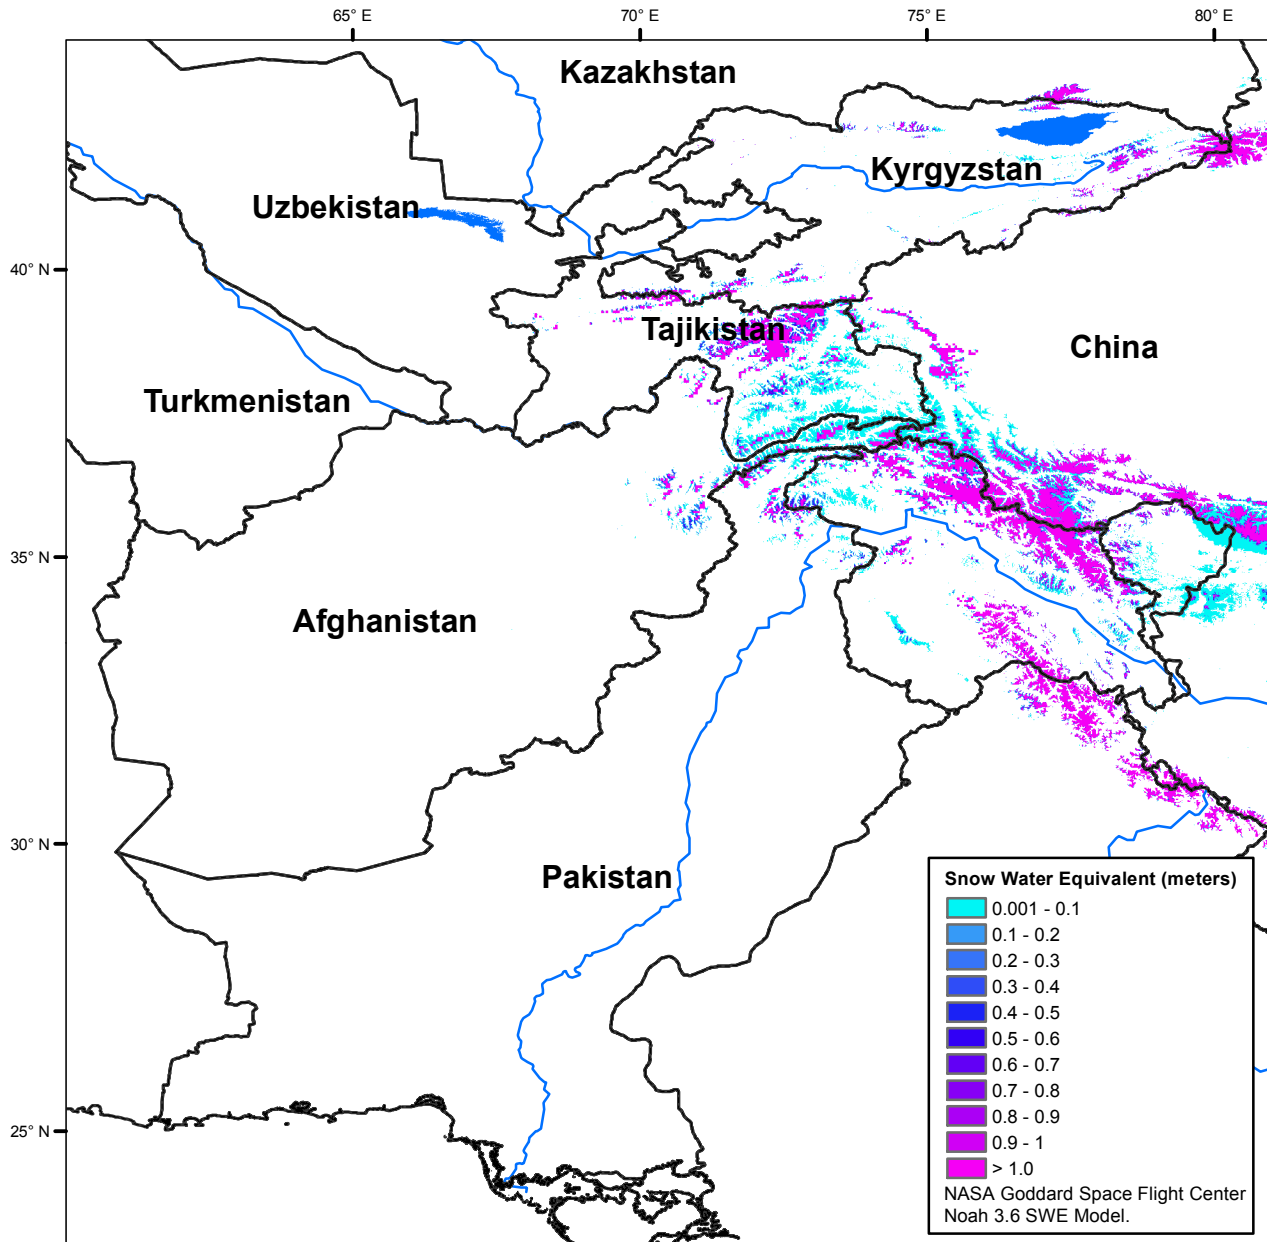 65° E
70° E
75° E
80° E
Kazakhstan
Kyrgyzstan
Uzbekistan
40° N
Tajikistan
China
Turkmenistan
35° N
Afghanistan
30° N
Pakistan
25° N
Snow Water Equivalent (meters)
0.001 - 0.1
0.1 - 0.2
0.2 - 0.3
0.3 - 0.4
0.4 - 0.5
0.5 - 0.6
0.6 - 0.7
0.7 - 0.8
0.8 - 0.9
0.9 - 1
> 1.0
NASA Goddard Space Flight Center
Noah 3.6 SWE Model.